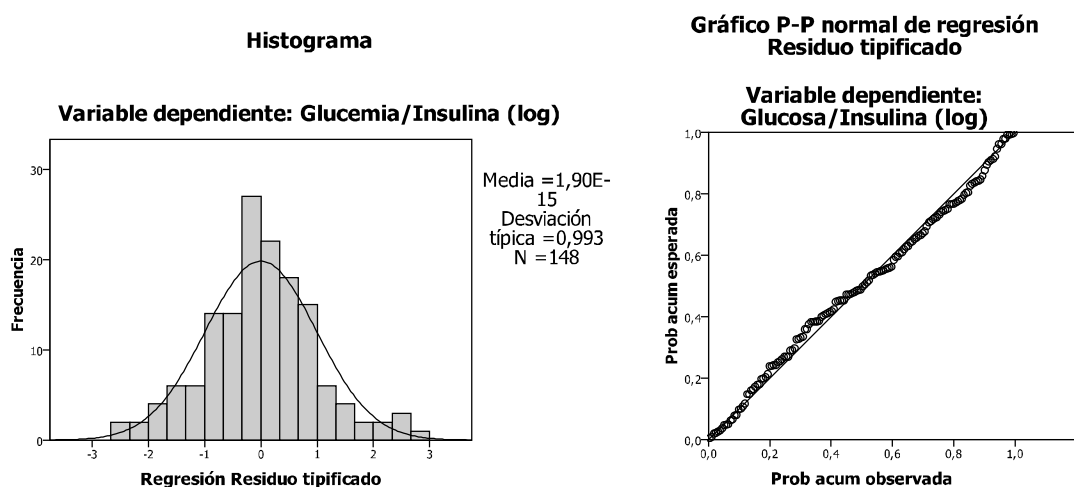 Histograma
Variable dependiente: Glucemia/Insulina (log)
30
20
10
0
Frecuencia
-3 -2 -1 0 1 2 3
Regresión Residuo tipificado
Media =1,90E-
15
Desviación
típica =0,993
N =148
Gráfico P-P normal de regresión
Residuo tipificado
Variable dependiente:
Glucosa/Insulina (log)
1,0
0,8
0,6
0,4
0,2
0,0
Prob acum esperada
0,0 0,2 0,4 0,6 0,8 1,0
Prob acum observada